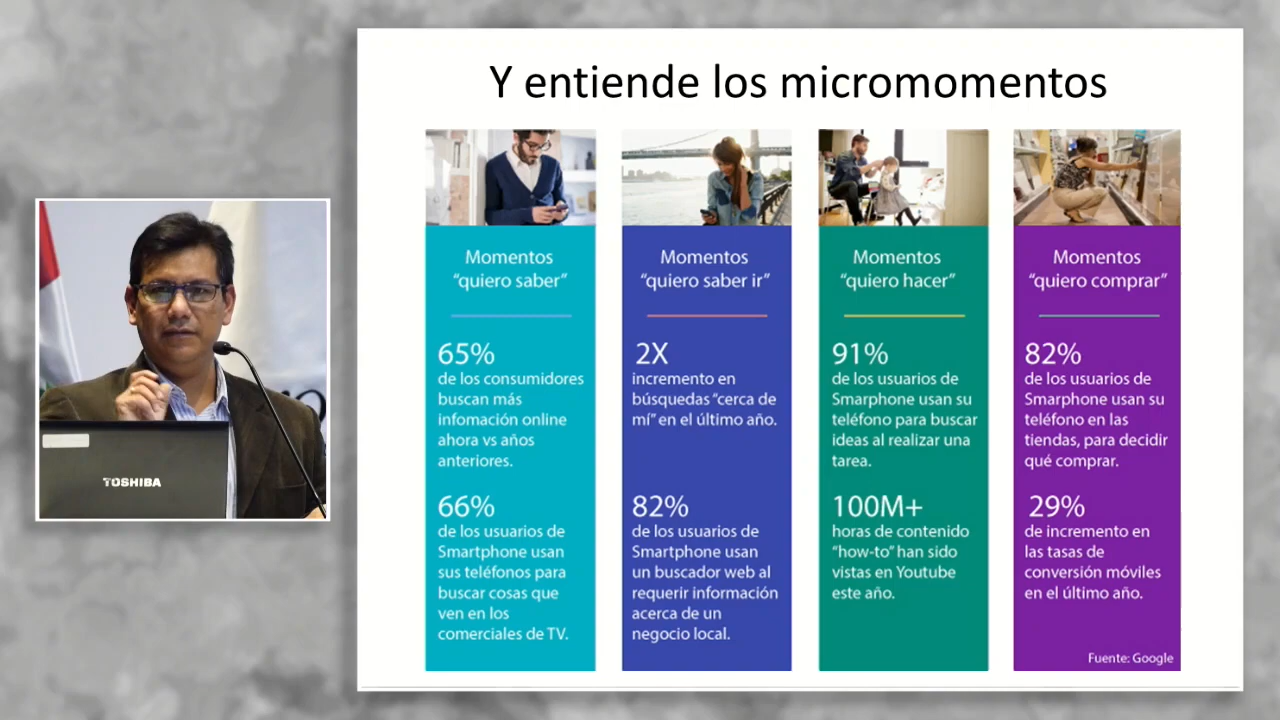 Y entiende los micromomentos
Momentos
“quiero saber”
65%
de los consumidores
buscan más
infomación online
ahora vs años
anteriores.
66%
de los usuarios de
Smartphone usan
sus teléfonos para
buscar cosas que
ven en los
comerciales de TV.
Momentos
“quiero saber ir”
2X
incremento en
búsquedas “cerca de
mí” en el último año.
82%
de los usuarios de
Smartphone usan
un buscador web al
requerir información
acerca de un
negocio local.
Momentos
“quiero hacer”
91%
de los usuarios de
Smarphone usan su
teléfono para buscar
ideas al realizar una
tarea.
100M+
horas de contenido
“how-to” han sido
vistas en Youtube
este año.
Momentos
“quiero comprar”
82%
de los usuarios de
Smarphone usan su
teléfono en las
tiendas, para decidir
qué comprar.
29%
de incremento en
las tasas de
conversión móviles
en el último año.
Fuente: Google
TOSHIBA